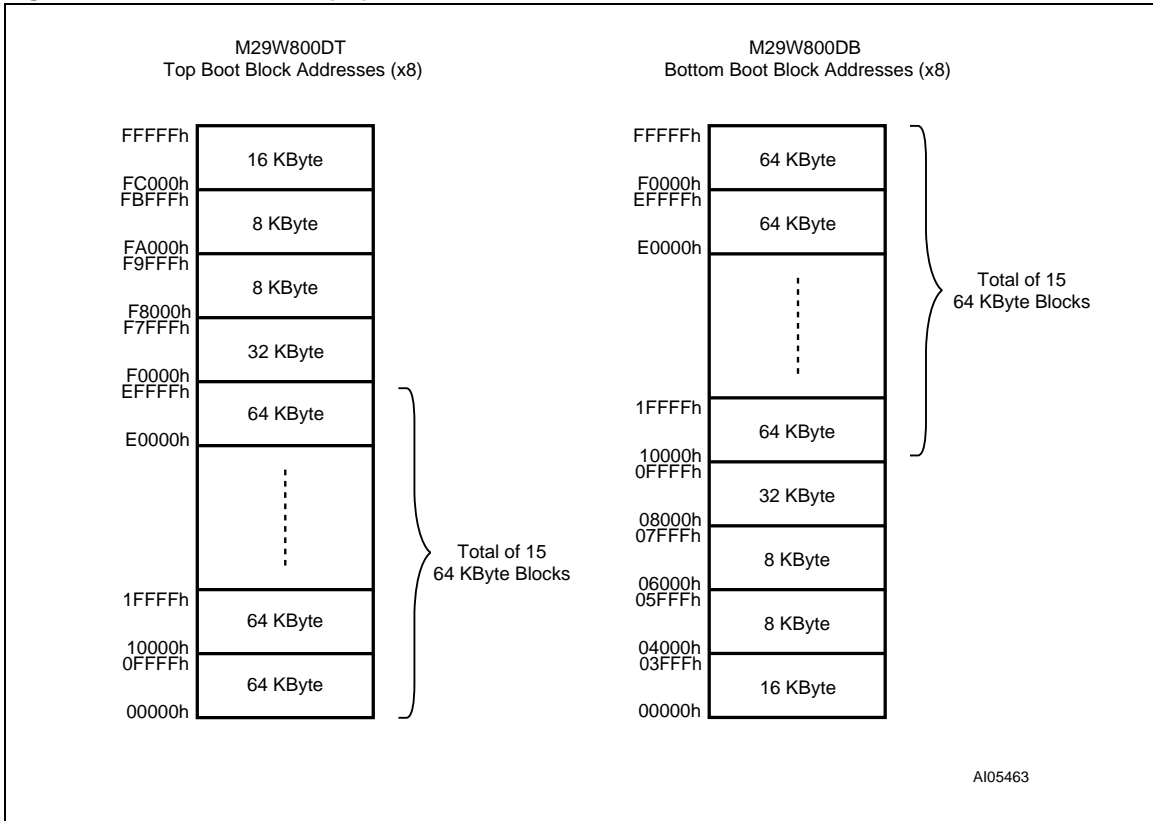 M29W800DT
Top Boot Block Addresses (x8)
FFFFFh
16 KByte
FC000h
FBFFFh
8 KByte
FA000h
F9FFFh
8 KByte
F8000h
F7FFFh
32 KByte
F0000h
EFFFFh
64 KByte
E0000h
Total of 15
64 KByte Blocks
1FFFFh
64 KByte
10000h
0FFFFh
64 KByte
00000h
M29W800DB
Bottom Boot Block Addresses (x8)
FFFFFh
64 KByte
F0000h
EFFFFh
64 KByte
E0000h
Total of 15
64 KByte Blocks
1FFFFh
64 KByte
10000h
0FFFFh
32 KByte
08000h
07FFFh
8 KByte
06000h
05FFFh
8 KByte
04000h
03FFFh
16 KByte
00000h
AI05463